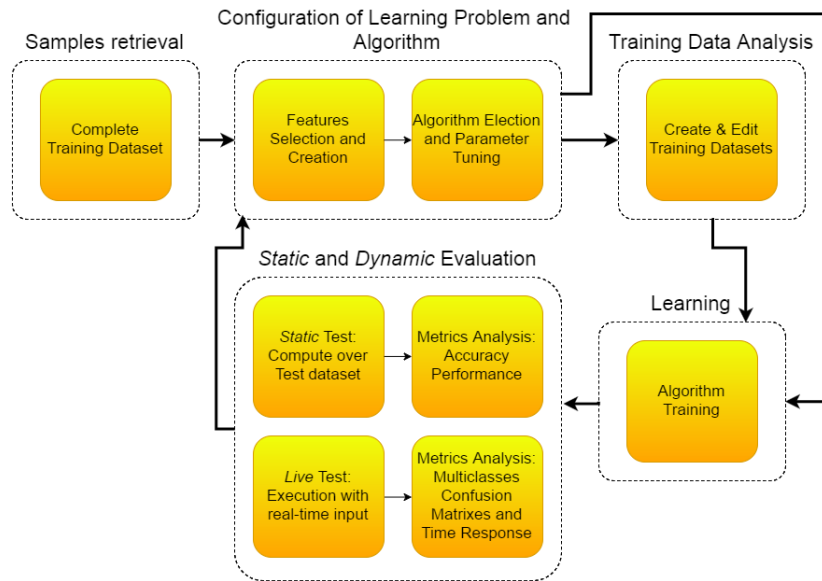 Samples retrieval
Complete
Training Dataset
Configuration of Learning Problem and
Algorithm
Features
Selection and
Creation
Algorithm Election
and Parameter
Tuning
Training Data Analysis
Create & Edit
Training Datasets
Learning
Algorithm
Training
Static and Dynamic Evaluation
Static Test:
Compute over
Test dataset
Metrics Analysis:
Accuracy
Performance
Live Test:
Execution with
real-time input
Metrics Analysis:
Multiclasses
Confusion
Matrixes and
Time Response